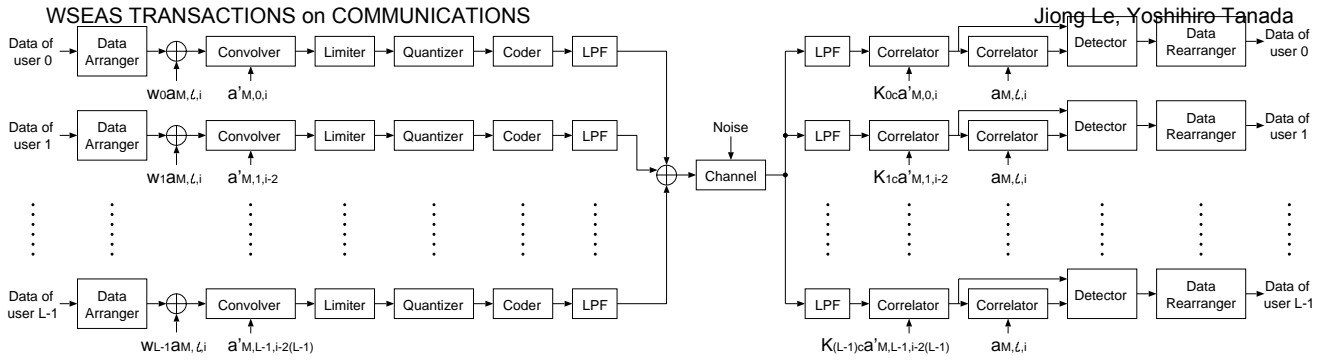 WSEAS TRANSACTIONS on COMMUNICATIONS
Jiong Le, Yoshihiro Tanada
Data of
user 0
Data
Arranger
w0aM,ℓ,i
Convolver
a'M,0,i
Limiter
Quantizer
Coder
LPF
LPF
Correlator
K0ca'M,0,i
Correlator
aM,ℓ,i
Detector
Data
Rearranger
Data of
user 0
Data of
user 1
Data
Arranger
w1aM,ℓ,i
Convolver
a'M,1,i-2
Limiter
Quantizer
Coder
LPF
Noise
Channel
LPF
Correlator
K1ca'M,1,i-2
Correlator
aM,ℓ,i
Detector
Data
Rearranger
Data of
user 1
Data of
user L-1
Data
Arranger
wL-1aM,ℓ,i
Convolver
a'M,L-1,i-2(L-1)
Limiter
Quantizer
Coder
LPF
LPF
Correlator
K(L-1)ca'M,L-1,i-2(L-1)
Correlator
aM,ℓ,i
Detector
Data
Rearranger
Data of
user L-1